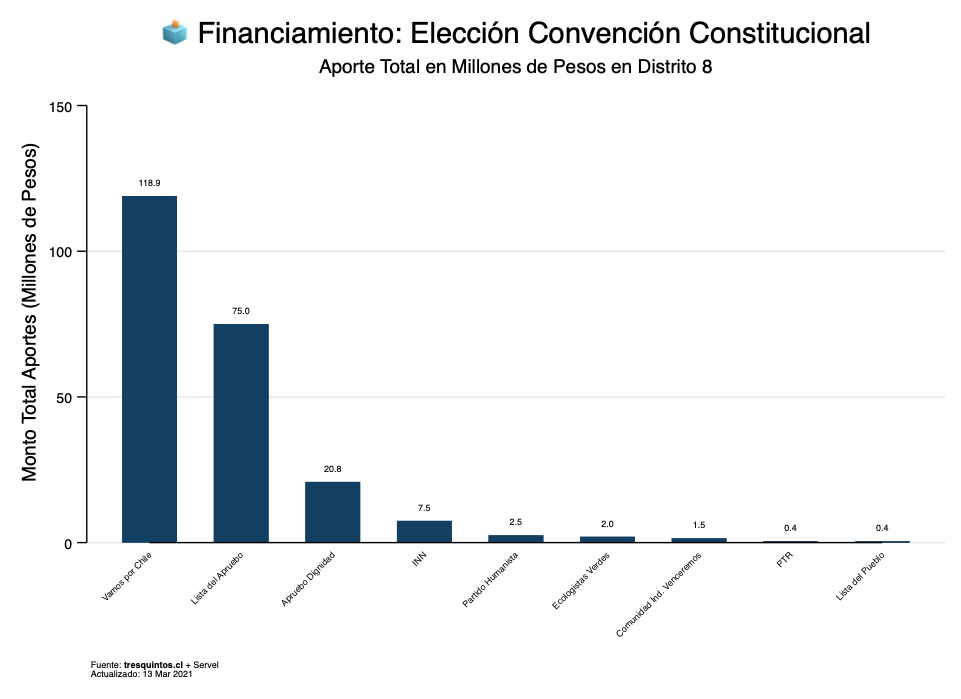 Financiamiento: Elección Convención Constitucional
Aporte Total en Millones de Pesos en Distrito 8
Monto Total Aportes (Millones de Pesos)
150
100
50
0
118.9
75.0
20.8
7.5
2.5
2.0
1.5
0.4
0.4
Vamos por Chile
Lista del Apruebo
Apruebo Dignidad
INN
Partido Humanista
Ecologistas Verdes
Comunidad Ind. Venceremos
PTR
Lista del Pueblo
Fuente: tresquintos.cl + Servel
Actualizado: 13 Mar 2021